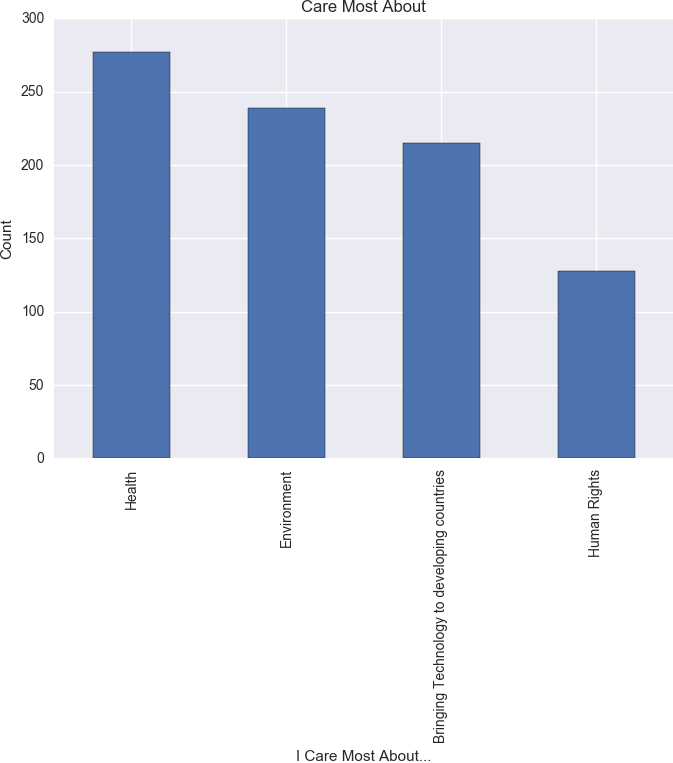 Care Most About
300
250
200
150
100
50
0
Count
Health
Environment
Bringing Technology to developing countries
Human Rights
I Care Most About...